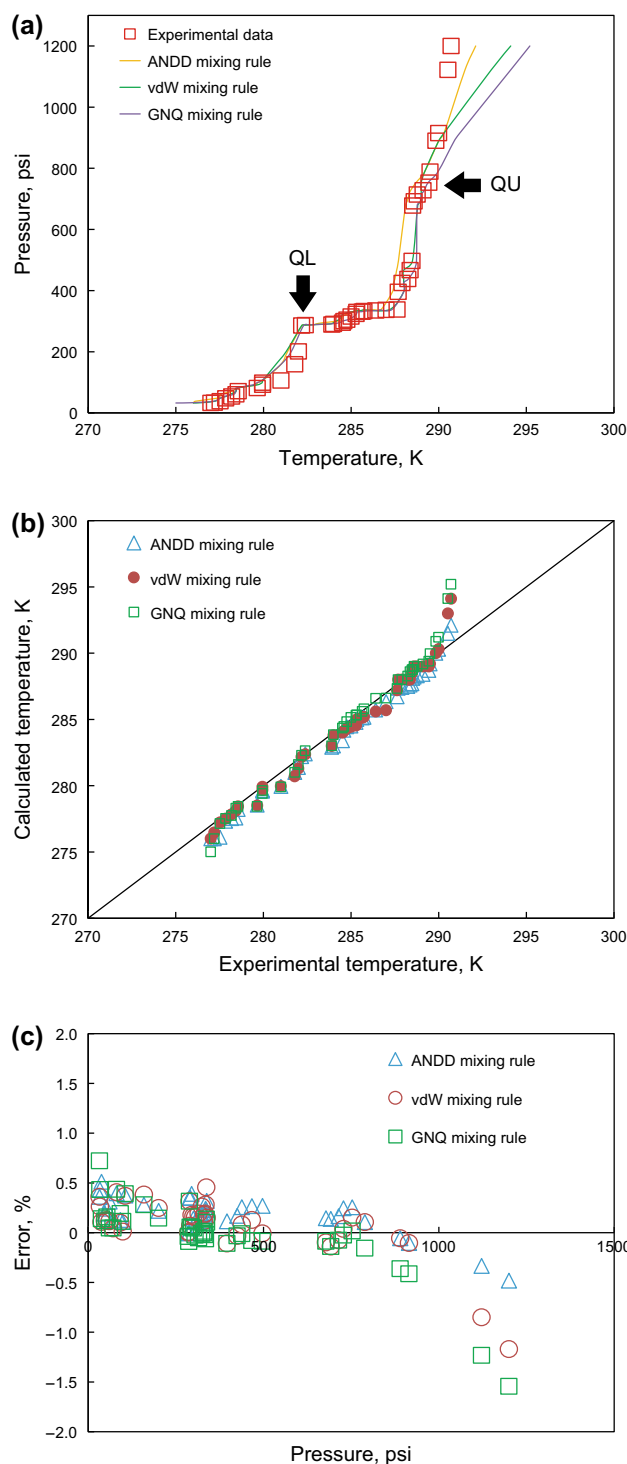 (a)
Experimental data
ANDD mixing rule
vdW mixing rule
GNQ mixing rule
QL
QU
Pressure, psi
1200
1000
800
600
400
200
0
270 275 280 285 290 295 300
Temperature, K
(b)
ANDD mixing rule
vdW mixing rule
GNQ mixing rule
Calculated temperature, K
300
295
290
285
280
275
270
270 275 280 285 290 295 300
Experimental temperature, K
(c)
ANDD mixing rule
vdW mixing rule
GNQ mixing rule
Error, %
2.0
1.5
1.0
0.5
0
−0.5
−1.0
−1.5
−2.0
0 500 1000 1500
Pressure, psi